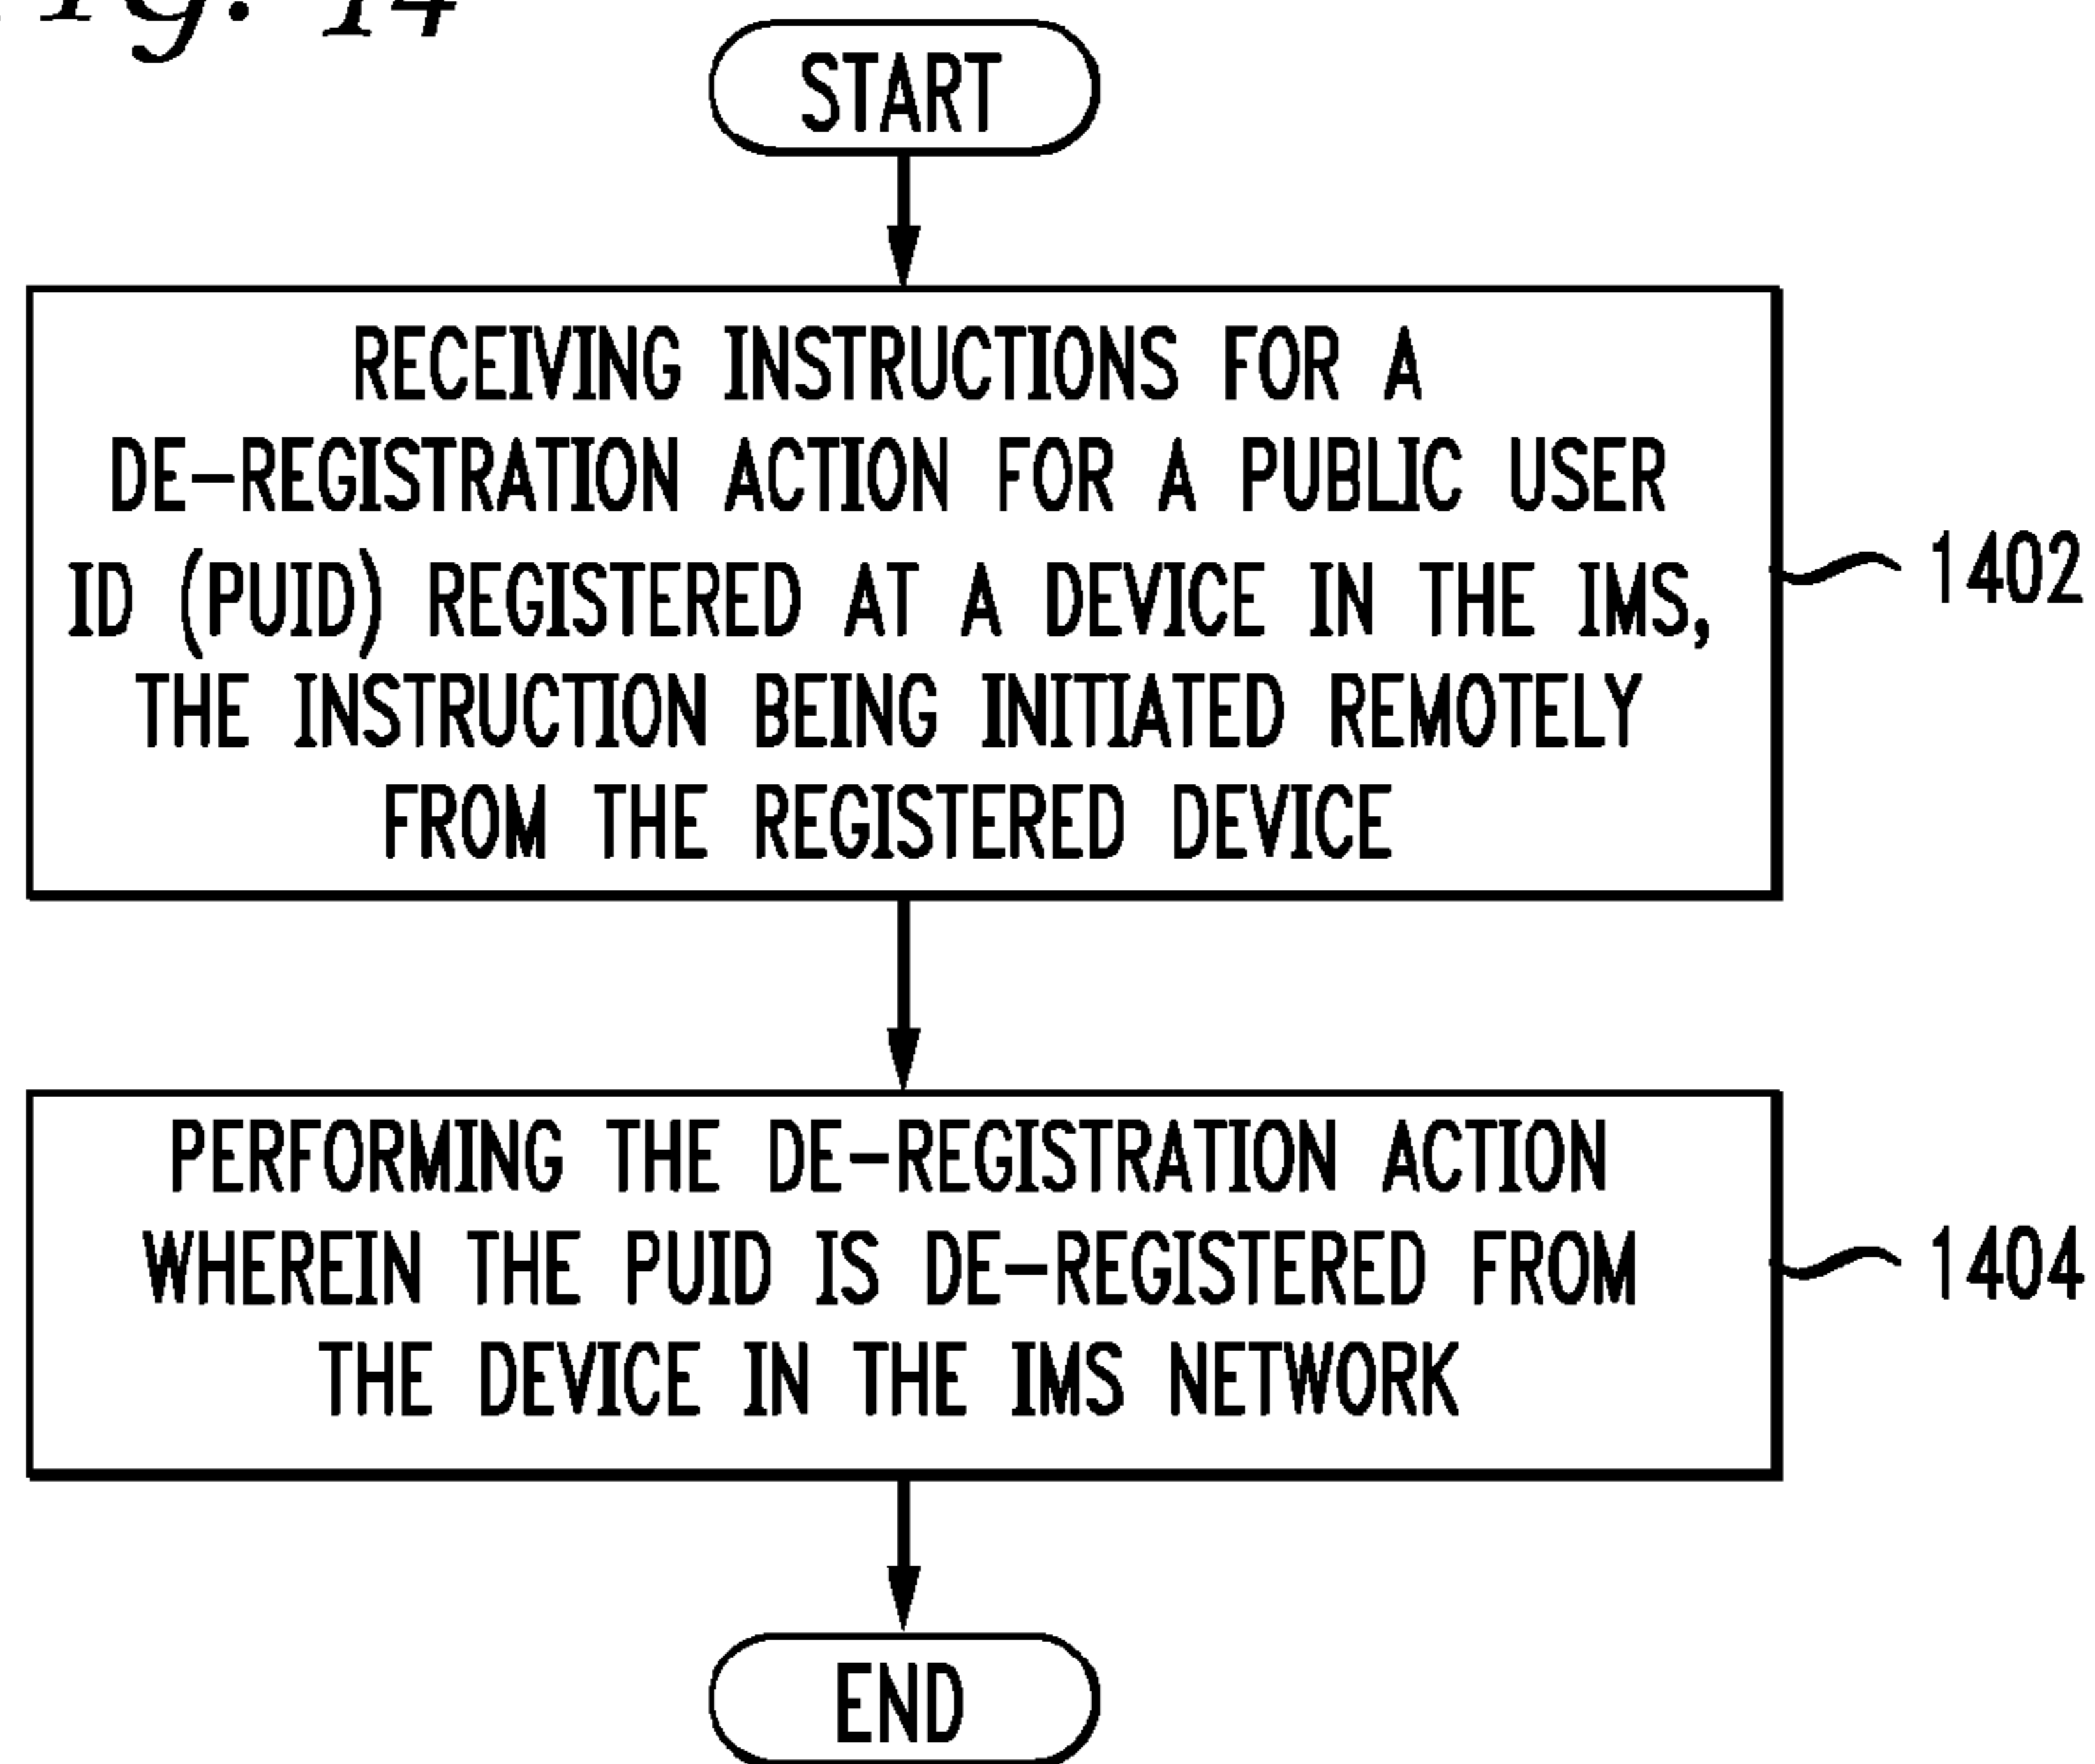 Fig. 14
START
RECEIVING INSTRUCTIONS FOR A
DE-REGISTRATION ACTION FOR A PUBLIC USER
ID (PUID) REGISTERED AT A DEVICE IN THE IMS,
THE INSTRUCTION BEING INITIATED REMOTELY
FROM THE REGISTERED DEVICE
1402
PERFORMING THE DE-REGISTRATION ACTION
WHEREIN THE PUID IS DE-REGISTERED FROM
THE DEVICE IN THE IMS NETWORK
1404
END